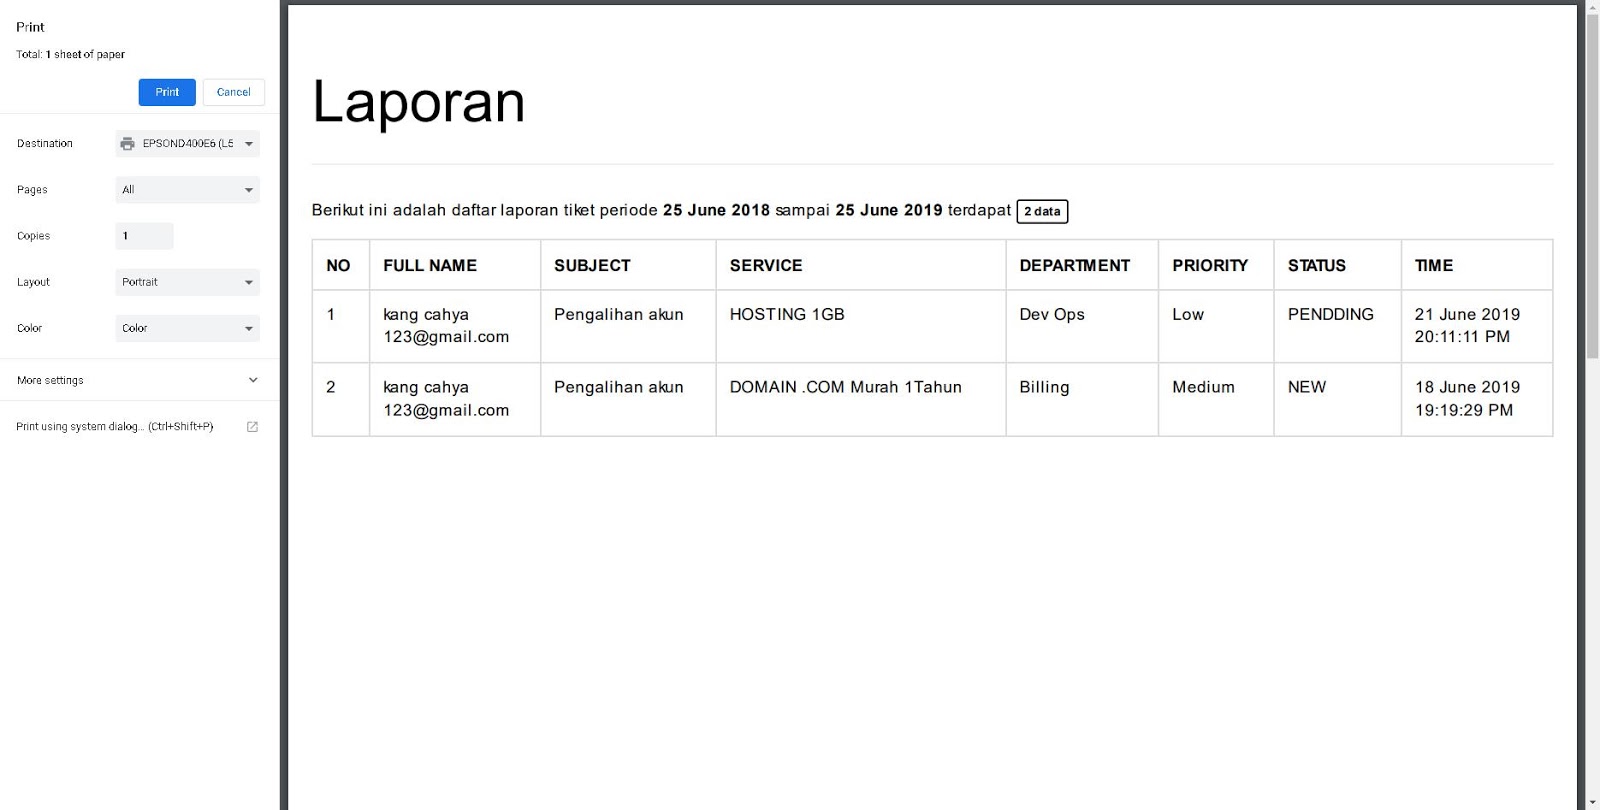 Print
Total: 1 sheet of paper
Print Cancel
Destination EPSOND400E6 (L5
Pages All
Copies 1
Layout Portrait
Color Color
More settings
Print using system dialog... (Ctrl+Shift+P)
Laporan
Berikut ini adalah daftar laporan tiket periode 25 June 2018 sampai 25 June 2019 terdapat 2 data
NO FULL NAME SUBJECT SERVICE DEPARTMENT PRIORITY STATUS TIME
1 kang cahya Pengalihan akun HOSTING 1GB Dev Ops Low PENDDING 21 June 2019
123@gmail.com 20:11:11 PM
2 kang cahya Pengalihan akun DOMAIN .COM Murah 1Tahun Billing Medium NEW 18 June 2019
123@gmail.com 19:19:29 PM